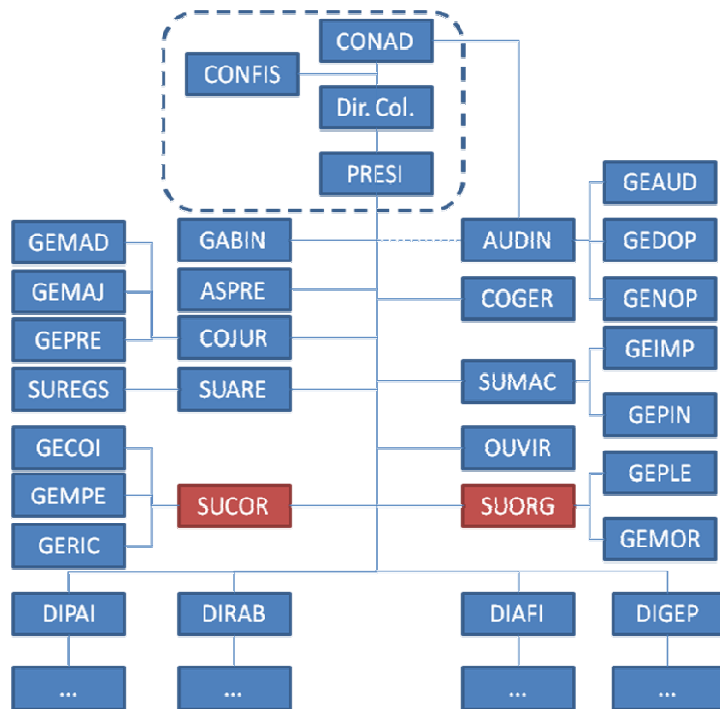 CONAD
CONFIS
Dir. Col.
PRESI
GEAUD
GEMAD
GABIN
AUDIN
GEDOP
GEMAJ
ASPRE
COGER
GENOP
GEPRE
COJUR
GEIMP
SUREGS
SUARE
SUMAC
GEPIN
GECOI
OUVIR
GEPLE
GEMPE
SUCOR
SUORG
GERIC
GEMOR
DIPAI
DIRAB
DIAFI
DIGEP
...
...
...
...